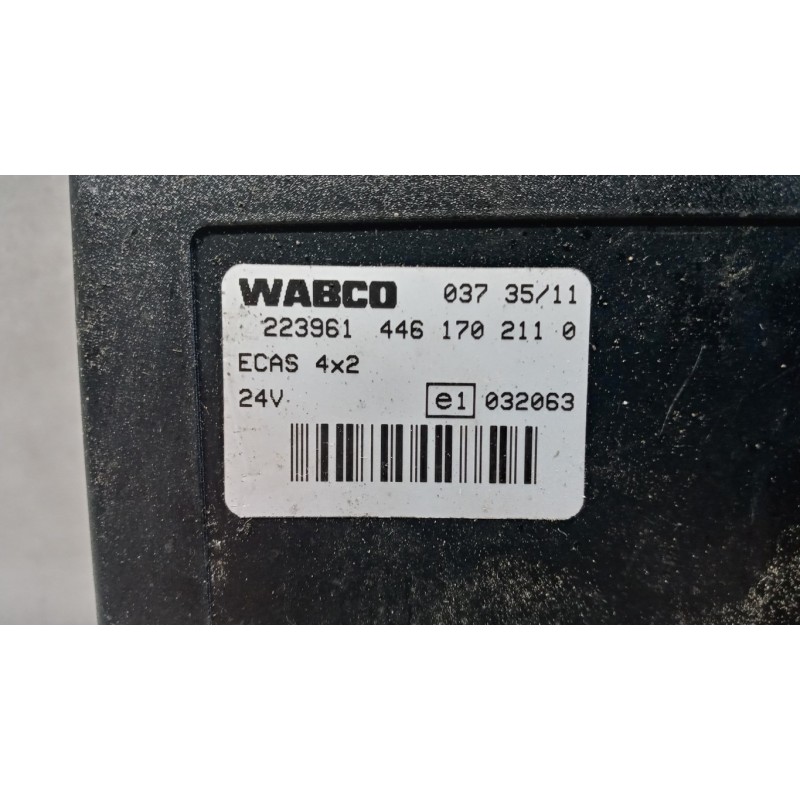 WABCO 037 35/11
223961 446 170 211 0
ECAS 4x2
24V e1 032063